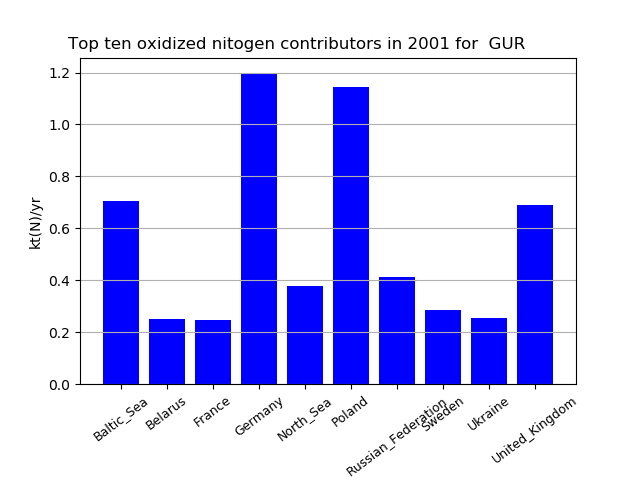 Top ten oxidized nitogen contributors in 2001 for  GUR
kt(N)/yr
1.2
1.0
0.8
0.6
0.4
0.2
0.0
Baltic_Sea
Belarus
France
Germany
North_Sea
Poland
Russian_Federation
Sweden
Ukraine
United_Kingdom